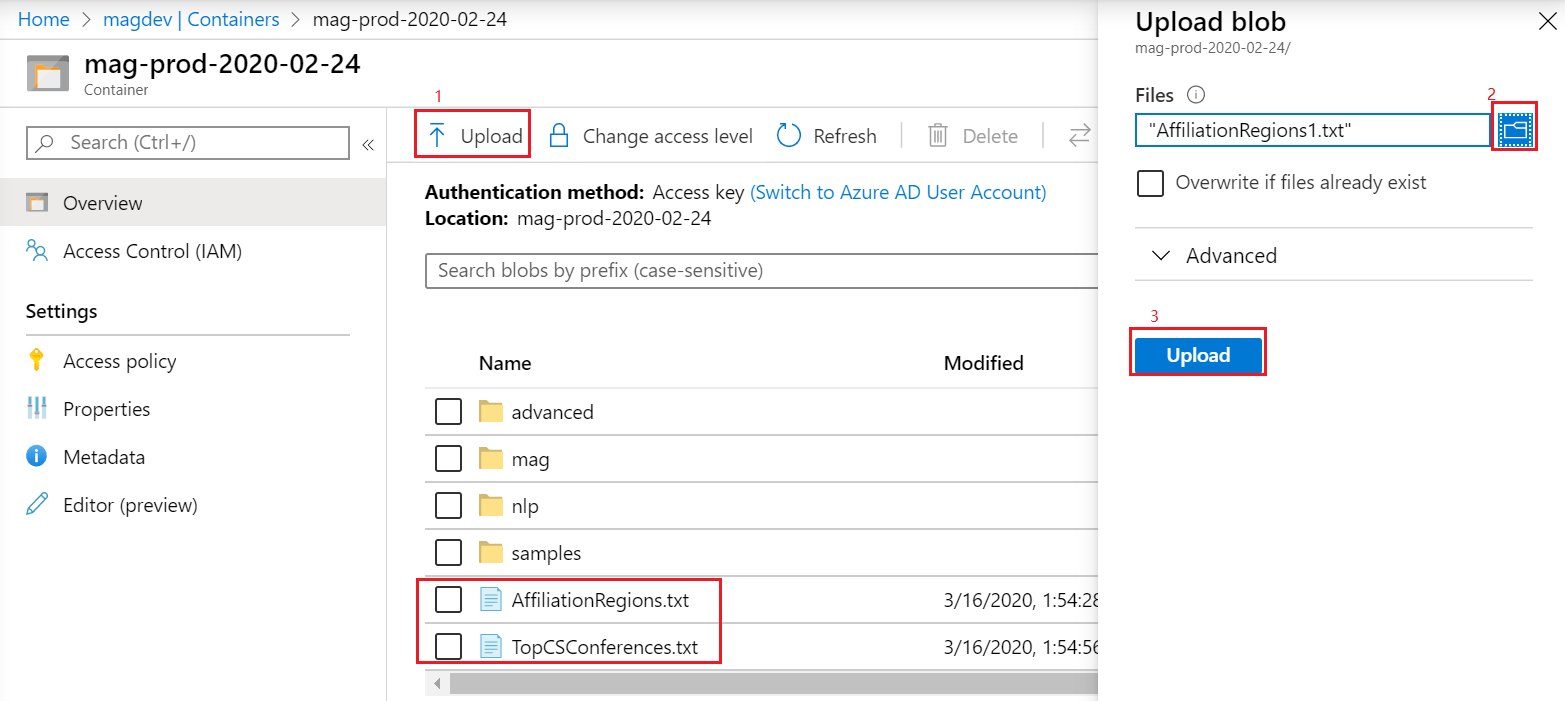 Home > magdev | Containers > mag-prod-2020-02-24
mag-prod-2020-02-24
Container
Search (Ctrl+/)
«
Overview
Access Control (IAM)
Settings
Access policy
Properties
Metadata
Editor (preview)
1
Upload
Change access level
Refresh
Delete
Authentication method: Access key (Switch to Azure AD User Account)
Location: mag-prod-2020-02-24
Search blobs by prefix (case-sensitive)
Name Modified
advanced
mag
nlp
samples
AffiliationRegions.txt 3/16/2020, 1:54:28
TopCSConferences.txt 3/16/2020, 1:54:56
Upload blob
mag-prod-2020-02-24/
Files
2
"AffiliationRegions1.txt"
Overwrite if files already exist
Advanced
3
Upload